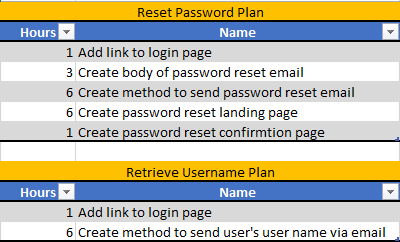 Reset Password Plan
Hours Name
1 Add link to login page
3 Create body of password reset email
6 Create method to send password reset email
6 Create password reset landing page
1 Create password reset confirmtion page
Retrieve Username Plan
Hours Name
1 Add link to login page
6 Create method to send user's user name via email